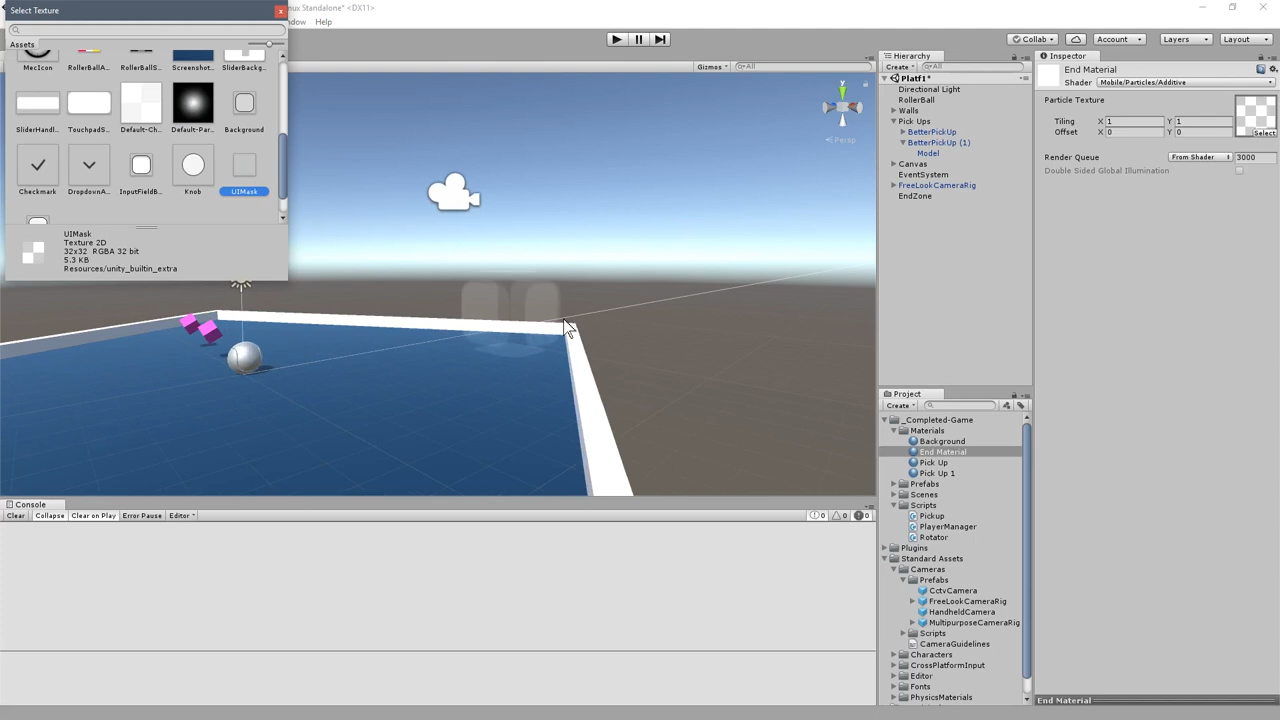 Select Texture
nux Standalone* <DX11>
ndow Help
Assets
MecIcon RollerBallA... RollerBallS... Screenshot... SliderBackg...
SliderHandl... TouchpadS... Default-Ch... Default-Par... Background
Checkmark DropdownA... InputFieldB... Knob UIMask
UIMask
Texture 2D
32x32 RGBA 32 bit
5.3 KB
Resources/unity_builtin_extra
Collab Account Layers Layout
Gizmos All
y
Persp
Hierarchy
Create All
Platf1*
Directional Light
RollerBall
Walls
Pick Ups
BetterPickUp
BetterPickUp (1)
Model
Canvas
EventSystem
FreeLookCameraRig
EndZone
Inspector
End Material
Shader Mobile/Particles/Additive
Particle Texture
Tiling X 1 Y 1
Offset X 0 Y 0
Select
Render Queue From Shader 3000
Double Sided Global Illumination
Project
Create
_Completed-Game
Materials
Background
End Material
Pick Up
Pick Up 1
Prefabs
Scenes
Scripts
Pickup
PlayerManager
Rotator
Plugins
Standard Assets
Cameras
Prefabs
CctvCamera
FreeLookCameraRig
HandheldCamera
MultipurposeCameraRig
Scripts
CameraGuidelines
Characters
CrossPlatformInput
Editor
Fonts
PhysicsMaterials
End Material
Console
Clear Collapse Clear on Play Error Pause Editor
0 0 0